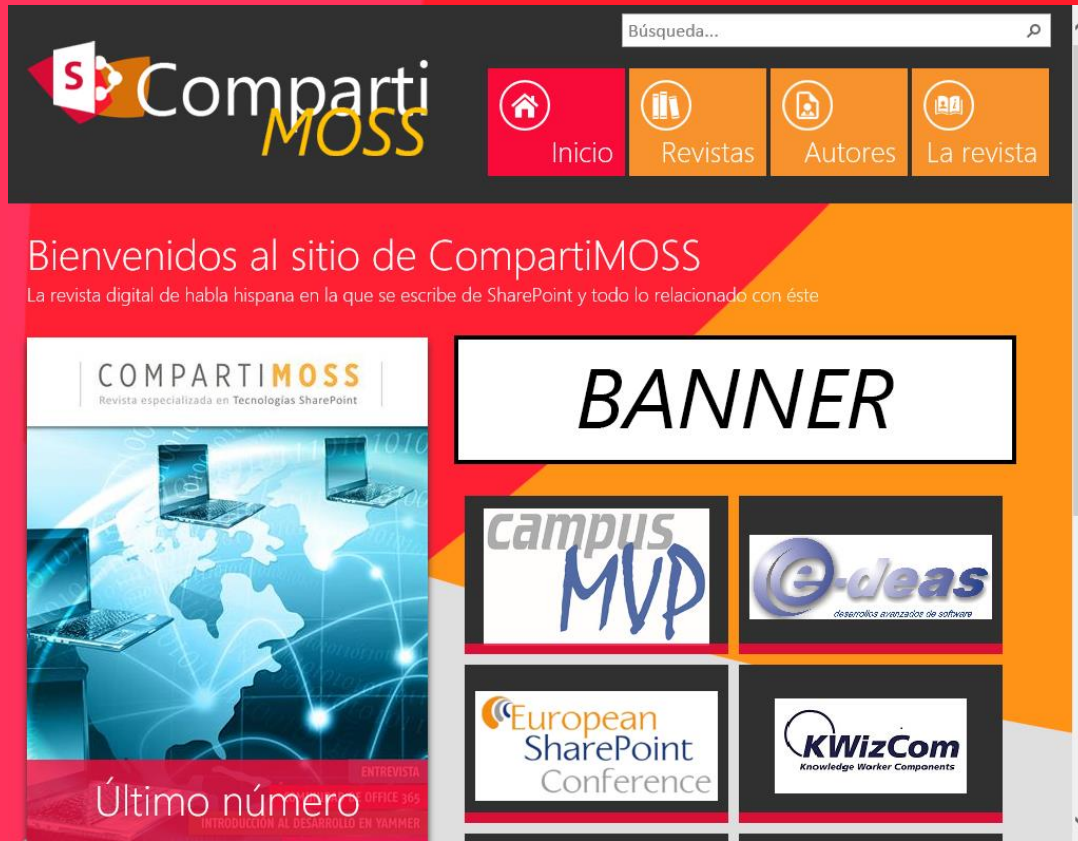 Búsqueda...
S
Comparti
MOSS
Inicio
Revistas
Autores
La revista
Bienvenidos al sitio de CompartiMOSS
La revista digital de habla hispana en la que se escribe de SharePoint y todo lo relacionado con éste
COMPARTIMOSS
Revista especializada en Tecnologías SharePoint
ENTREVISTA
DE OFFICE 365
INTRODUCCIÓN AL DESARROLLO EN YAMMER
Último número
BANNER
campus
MVP
e-deas
desarrollos avanzados de software
European
SharePoint
Conference
KWizCom
Knowledge Worker Components